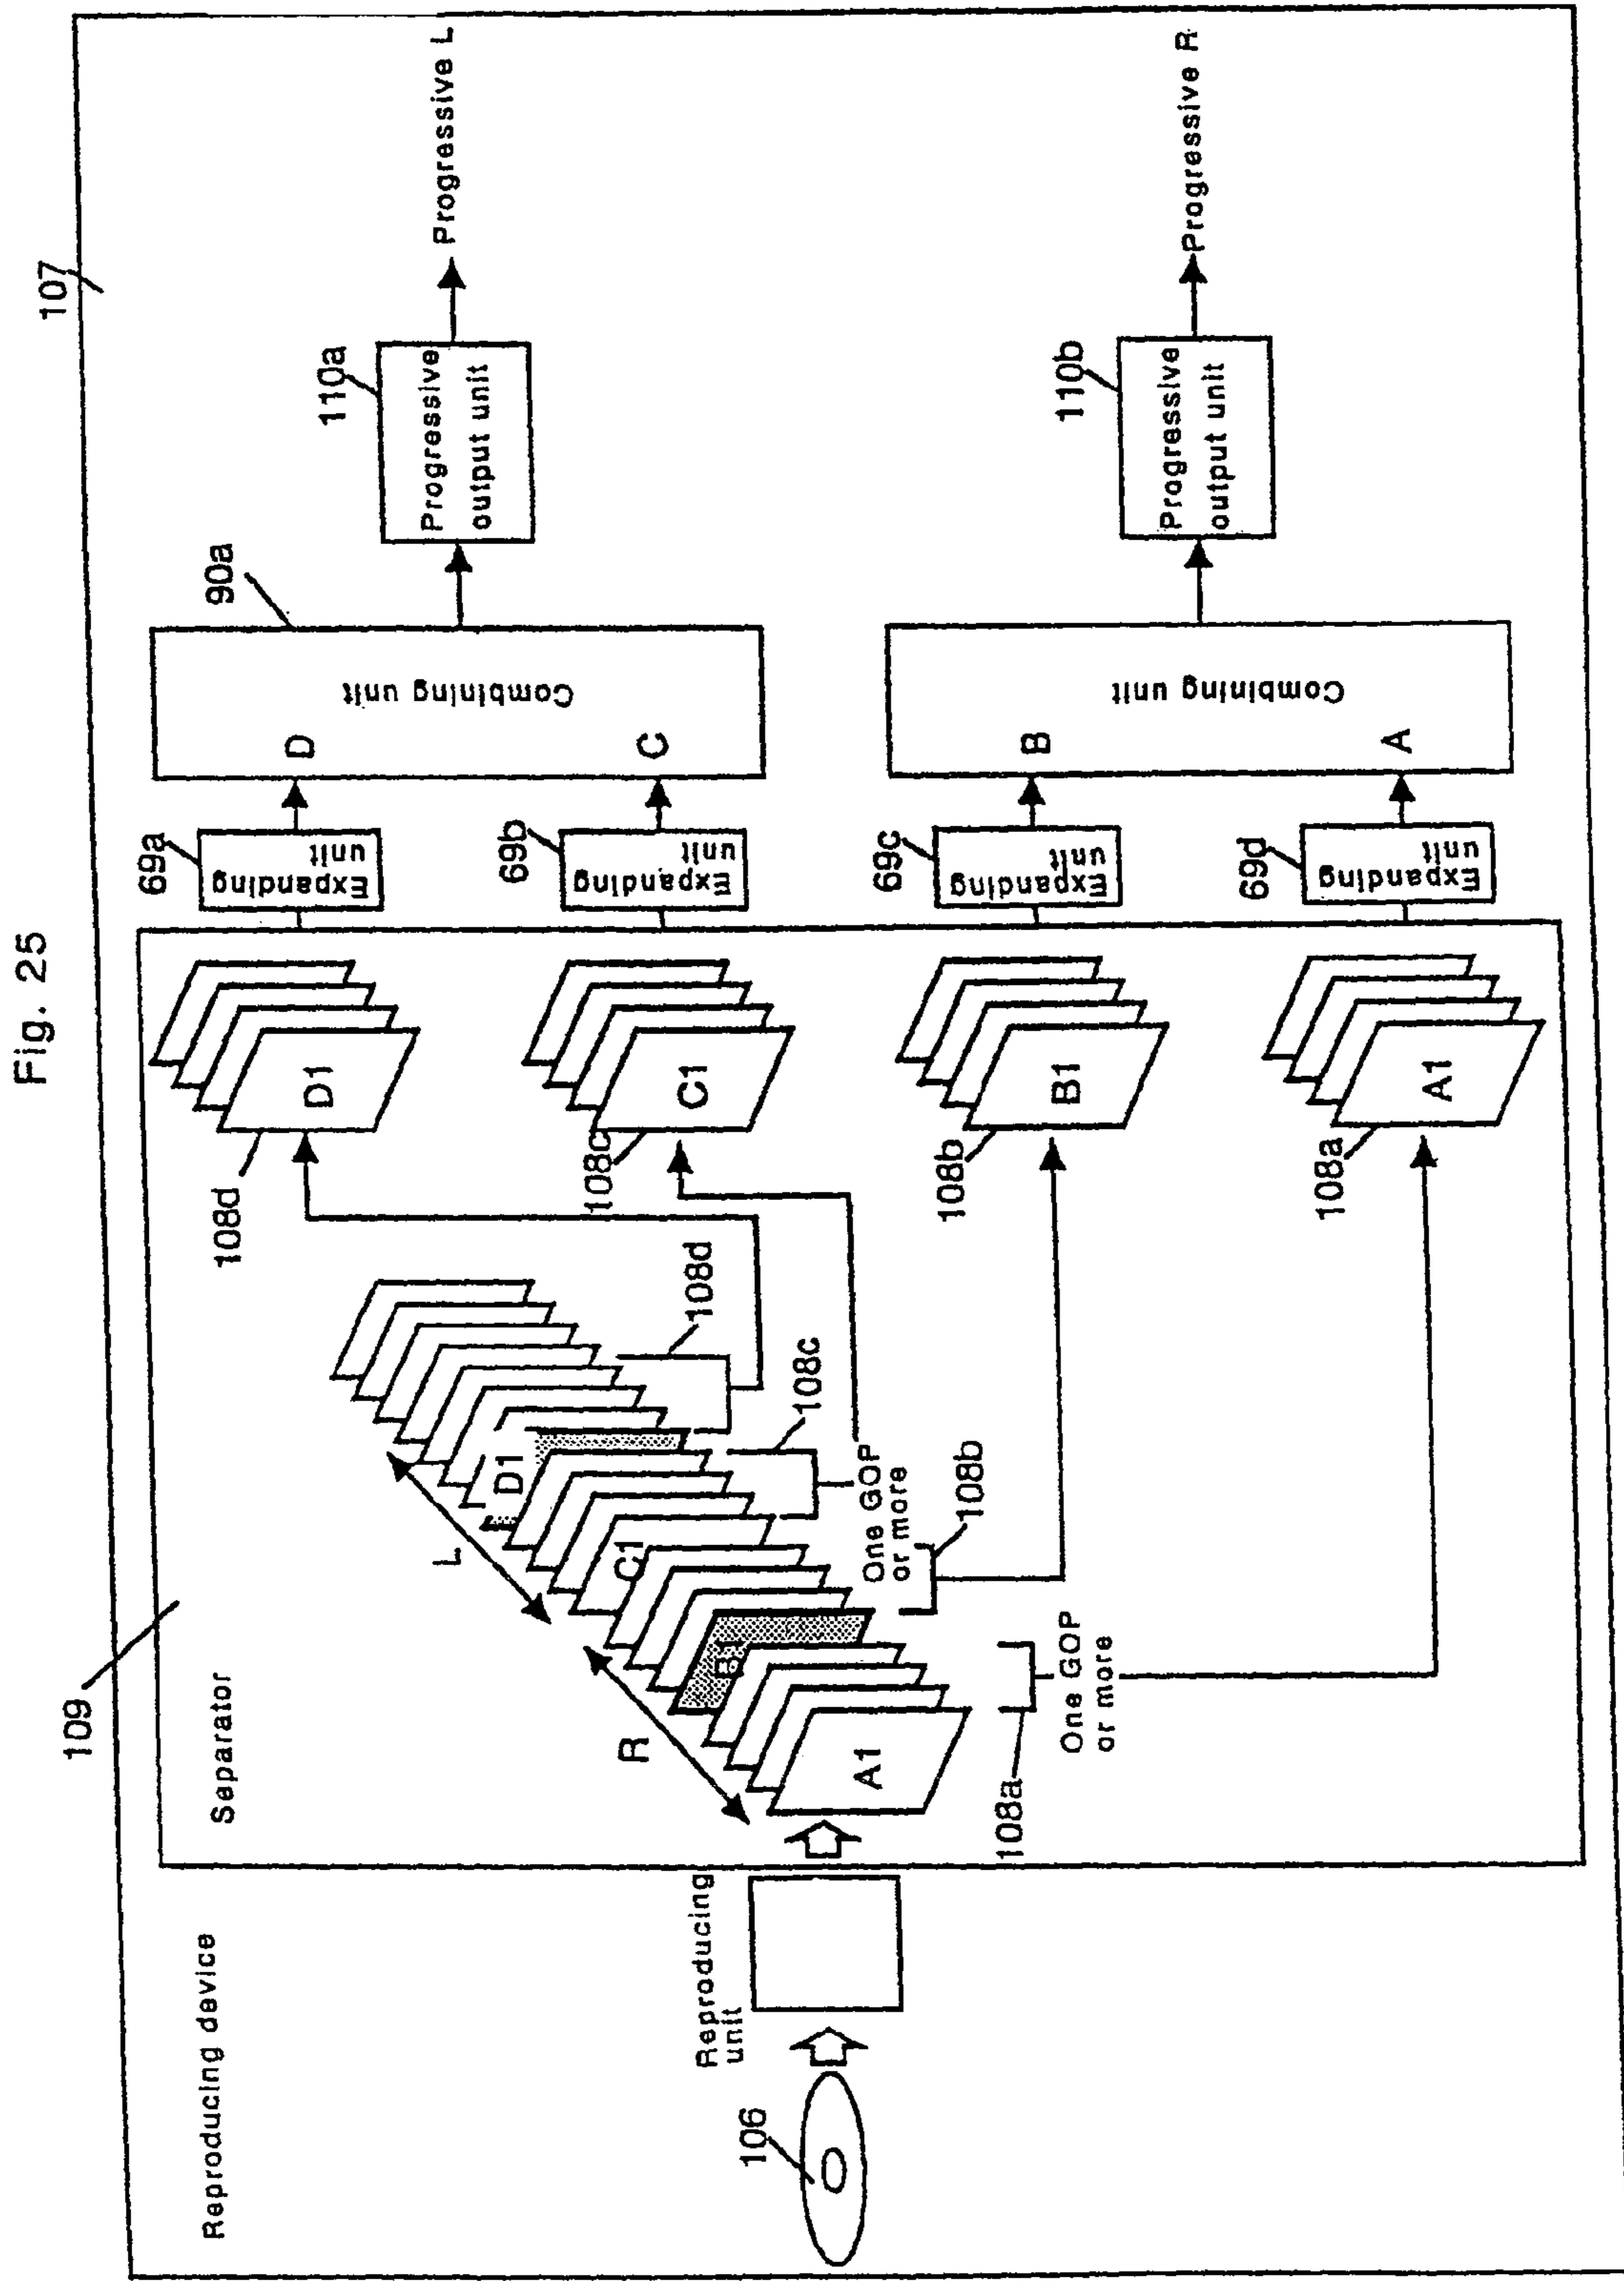 Fig. 25
107
Reproducing device
109
Separator
106
Reproducing
unit
R
L
A1
C1
D1
108a
One GOP
or more
108b
One GOP
or more
108c
108d
108d
D1
108c
C1
108b
B1
108a
A1
69a
Expanding
unit
69b
Expanding
unit
69c
Expanding
unit
69d
Expanding
unit
90a
D
C
Combining
unit
B
A
Combining
unit
110a
Progressive
output unit
Progressive L
110b
Progressive
output unit
Progressive R